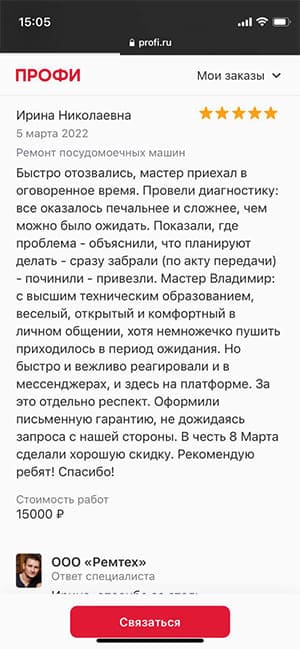 15:05
profi.ru
ПРОФИ
Мои заказы
Ирина Николаевна
5 марта 2022
Ремонт посудомоечных машин
Быстро отозвались, мастер приехал в
оговоренное время. Провели диагностику:
все оказалось печальнее и сложнее, чем
можно было ожидать. Показали, где
проблема - объяснили, что планируют
делать - сразу забрали (по акту передачи)
- починили - привезли. Мастер Владимир:
с высшим техническим образованием,
веселый, открытый и комфортный в
личном общении, хотя немножечко пушить
приходилось в период ожидания. Но
быстро и вежливо реагировали и в
мессенджерах, и здесь на платформе. За
это отдельно респект. Оформили
письменную гарантию, не дожидаясь
запроса с нашей стороны. В честь 8 Марта
сделали хорошую скидку. Рекомендую
ребят! Спасибо!
Стоимость работ
15000 ₽
ООО «Ремтех»
Ответ специалиста
Связаться